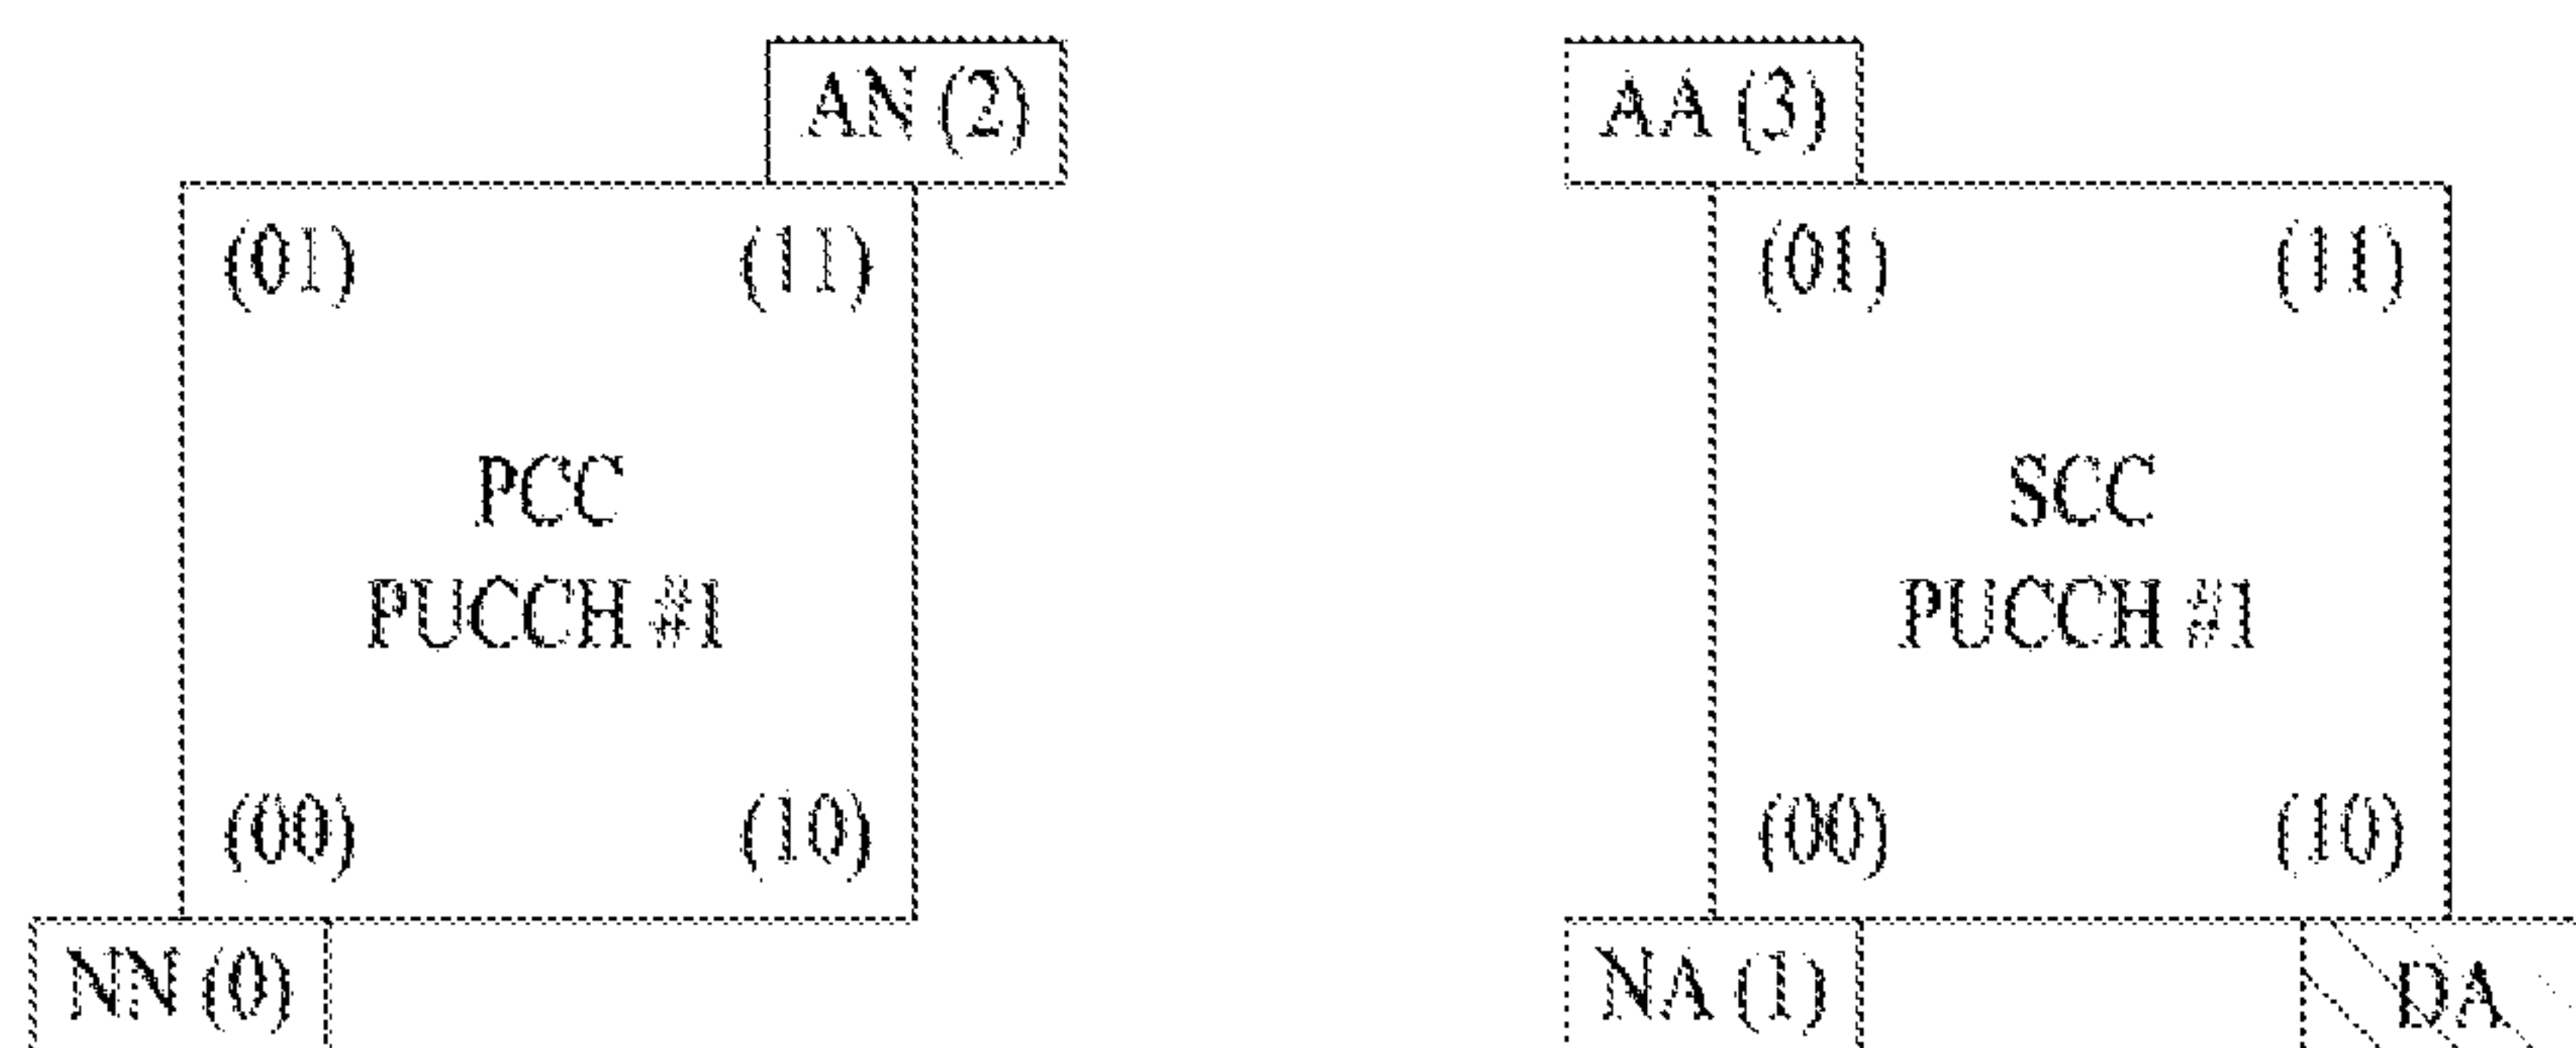 AN (2) AA (3)
(01) (11) (01) (11)
PCC SCC
PUCCH #1 PUCCH #1
(00) (10) (00) (10)
NN (0) NA (1) DA